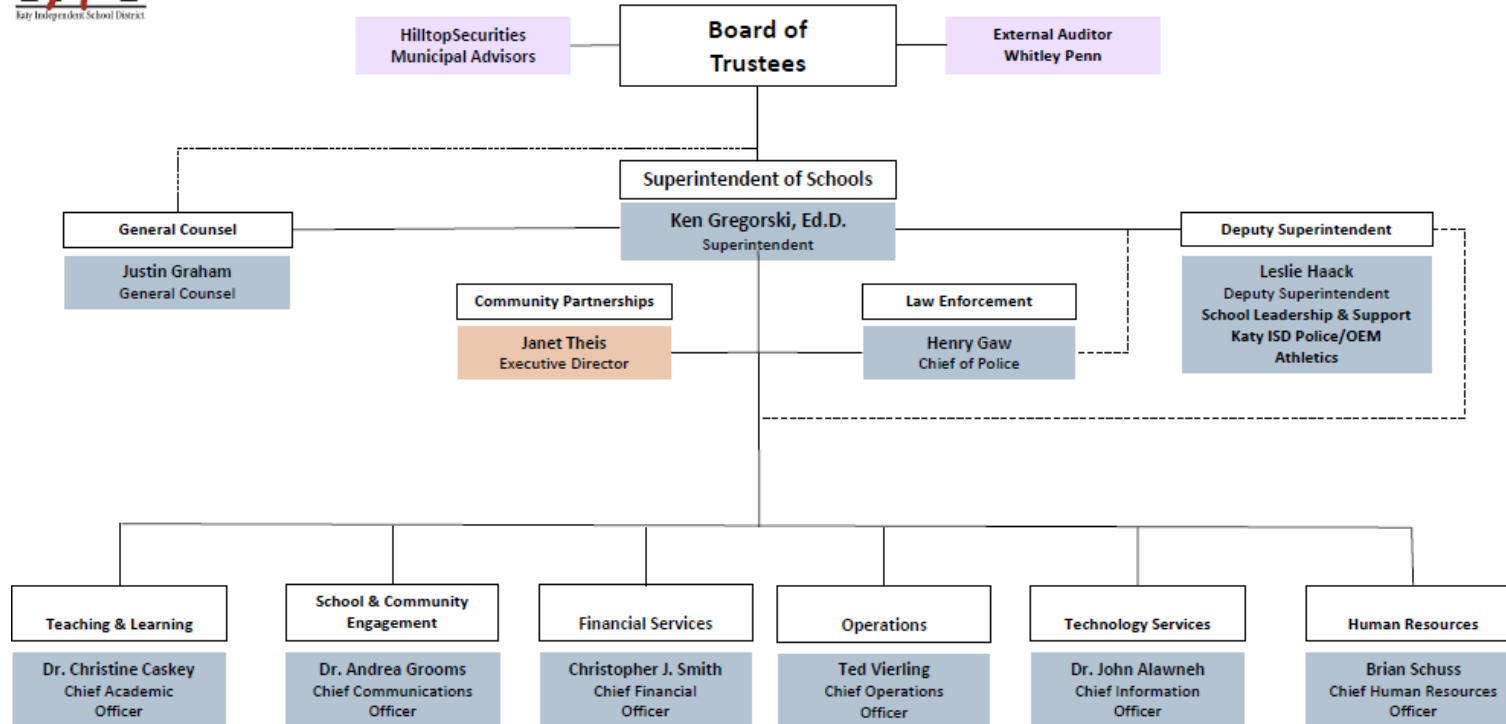 Katy Independent School District
HilltopSecurities
Municipal Advisors
Board of
Trustees
External Auditor
Whitley Penn
Superintendent of Schools
Ken Gregorski, Ed.D.
Superintendent
General Counsel
Justin Graham
General Counsel
Deputy Superintendent
Leslie Haack
Deputy Superintendent
School Leadership & Support
Katy ISD Police/OEM
Athletics
Community Partnerships
Janet Theis
Executive Director
Law Enforcement
Henry Gaw
Chief of Police
Teaching & Learning
Dr. Christine Caskey
Chief Academic
Officer
School & Community
Engagement
Dr. Andrea Grooms
Chief Communications
Officer
Financial Services
Christopher J. Smith
Chief Financial
Officer
Operations
Ted Vierling
Chief Operations
Officer
Technology Services
Dr. John Alawneh
Chief Information
Officer
Human Resources
Brian Schuss
Chief Human Resources
Officer